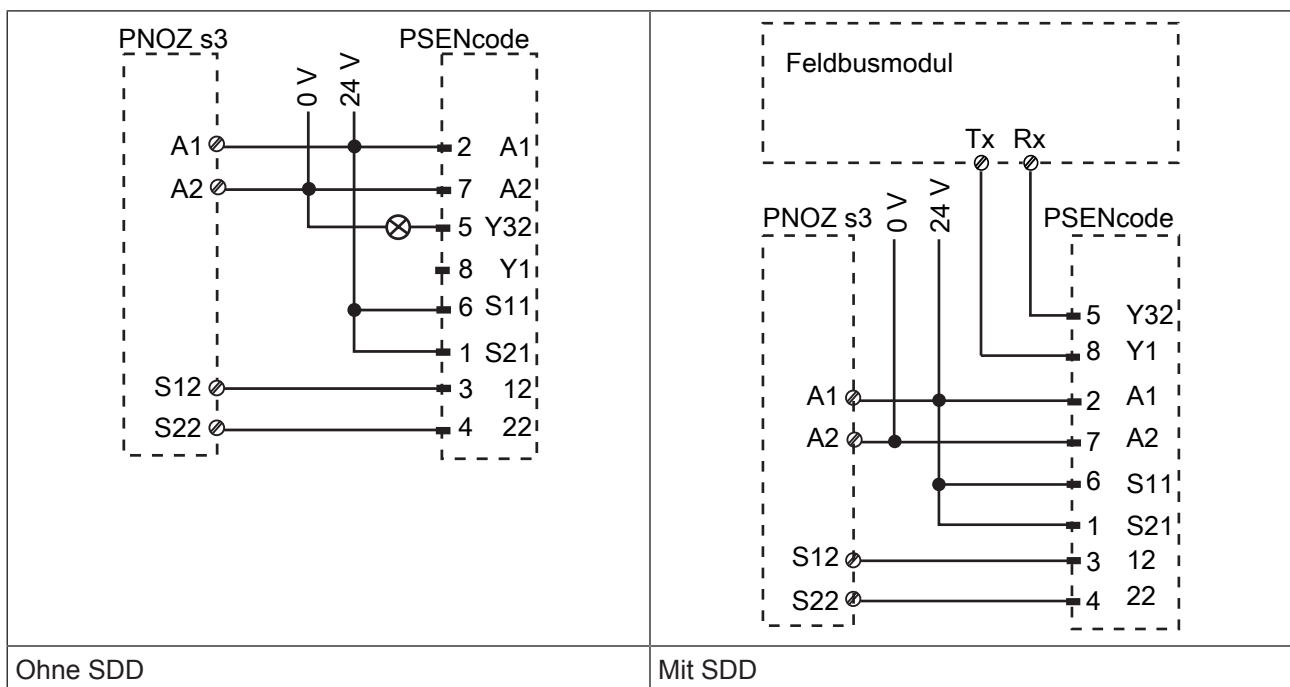 PNOZ s3
PSENcode
0 V
24 V
A1
2 A1
A2
7 A2
5 Y32
8 Y1
6 S11
1 S21
S12
3 12
S22
4 22
Ohne SDD
Feldbusmodul
Tx Rx
PNOZ s3
0 V
24 V
PSENcode
5 Y32
8 Y1
A1
2 A1
A2
7 A2
6 S11
1 S21
S12
3 12
S22
4 22
Mit SDD